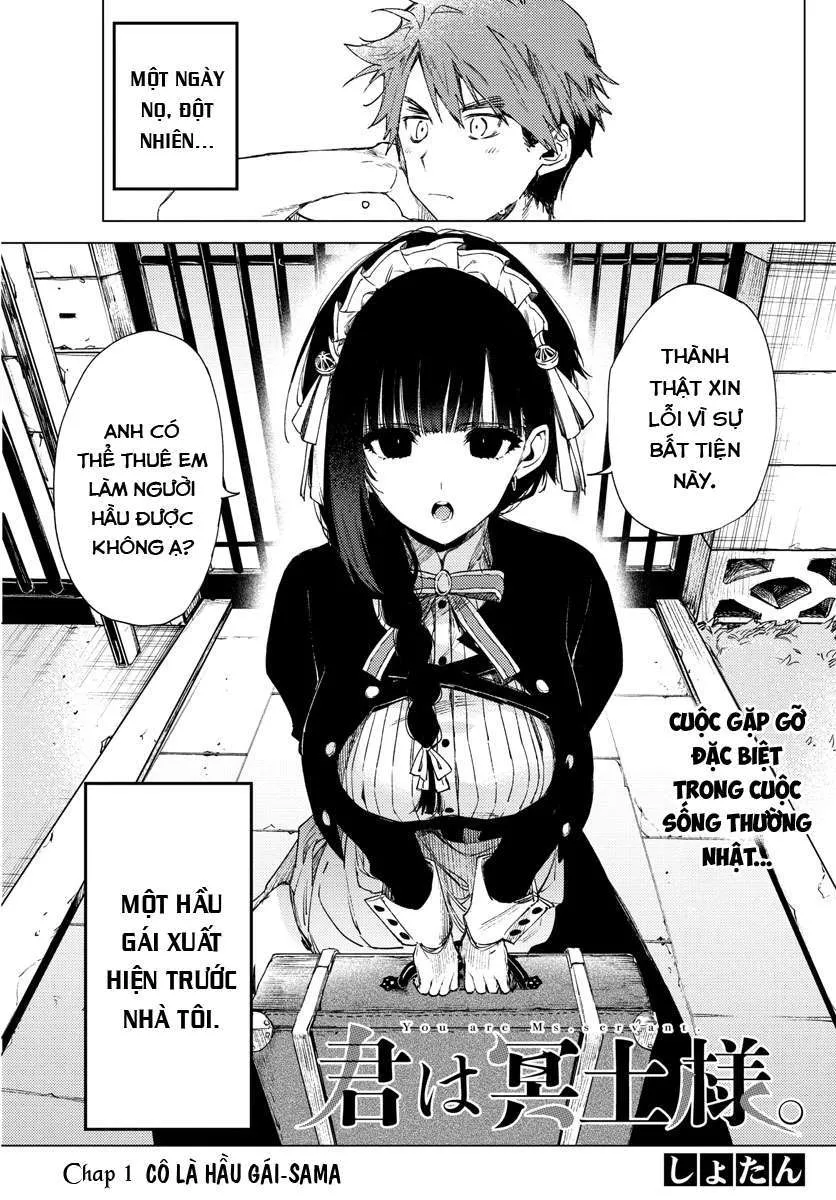 MỘT NGÀY
NỌ, ĐỘT
NHIÊN...
THÀNH
THẬT XIN
LỖI VÌ SỰ
BẤT TIỆN
NÀY.
ANH CÓ
THỂ THUÊ EM
LÀM NGƯỜI
HẦU ĐƯỢC
KHÔNG Ạ?
CUỘC GẶP GỠ
ĐẶC BIỆT
TRONG CUỘC
SỐNG THƯỜNG
NHẬT...
MỘT HẦU
GÁI XUẤT
HIỆN TRƯỚC
NHÀ TÔI.
You are Ms.servant.
君は冥土様。
Chap 1 CÔ LÀ HẦU GÁI-SAMA
しょたん